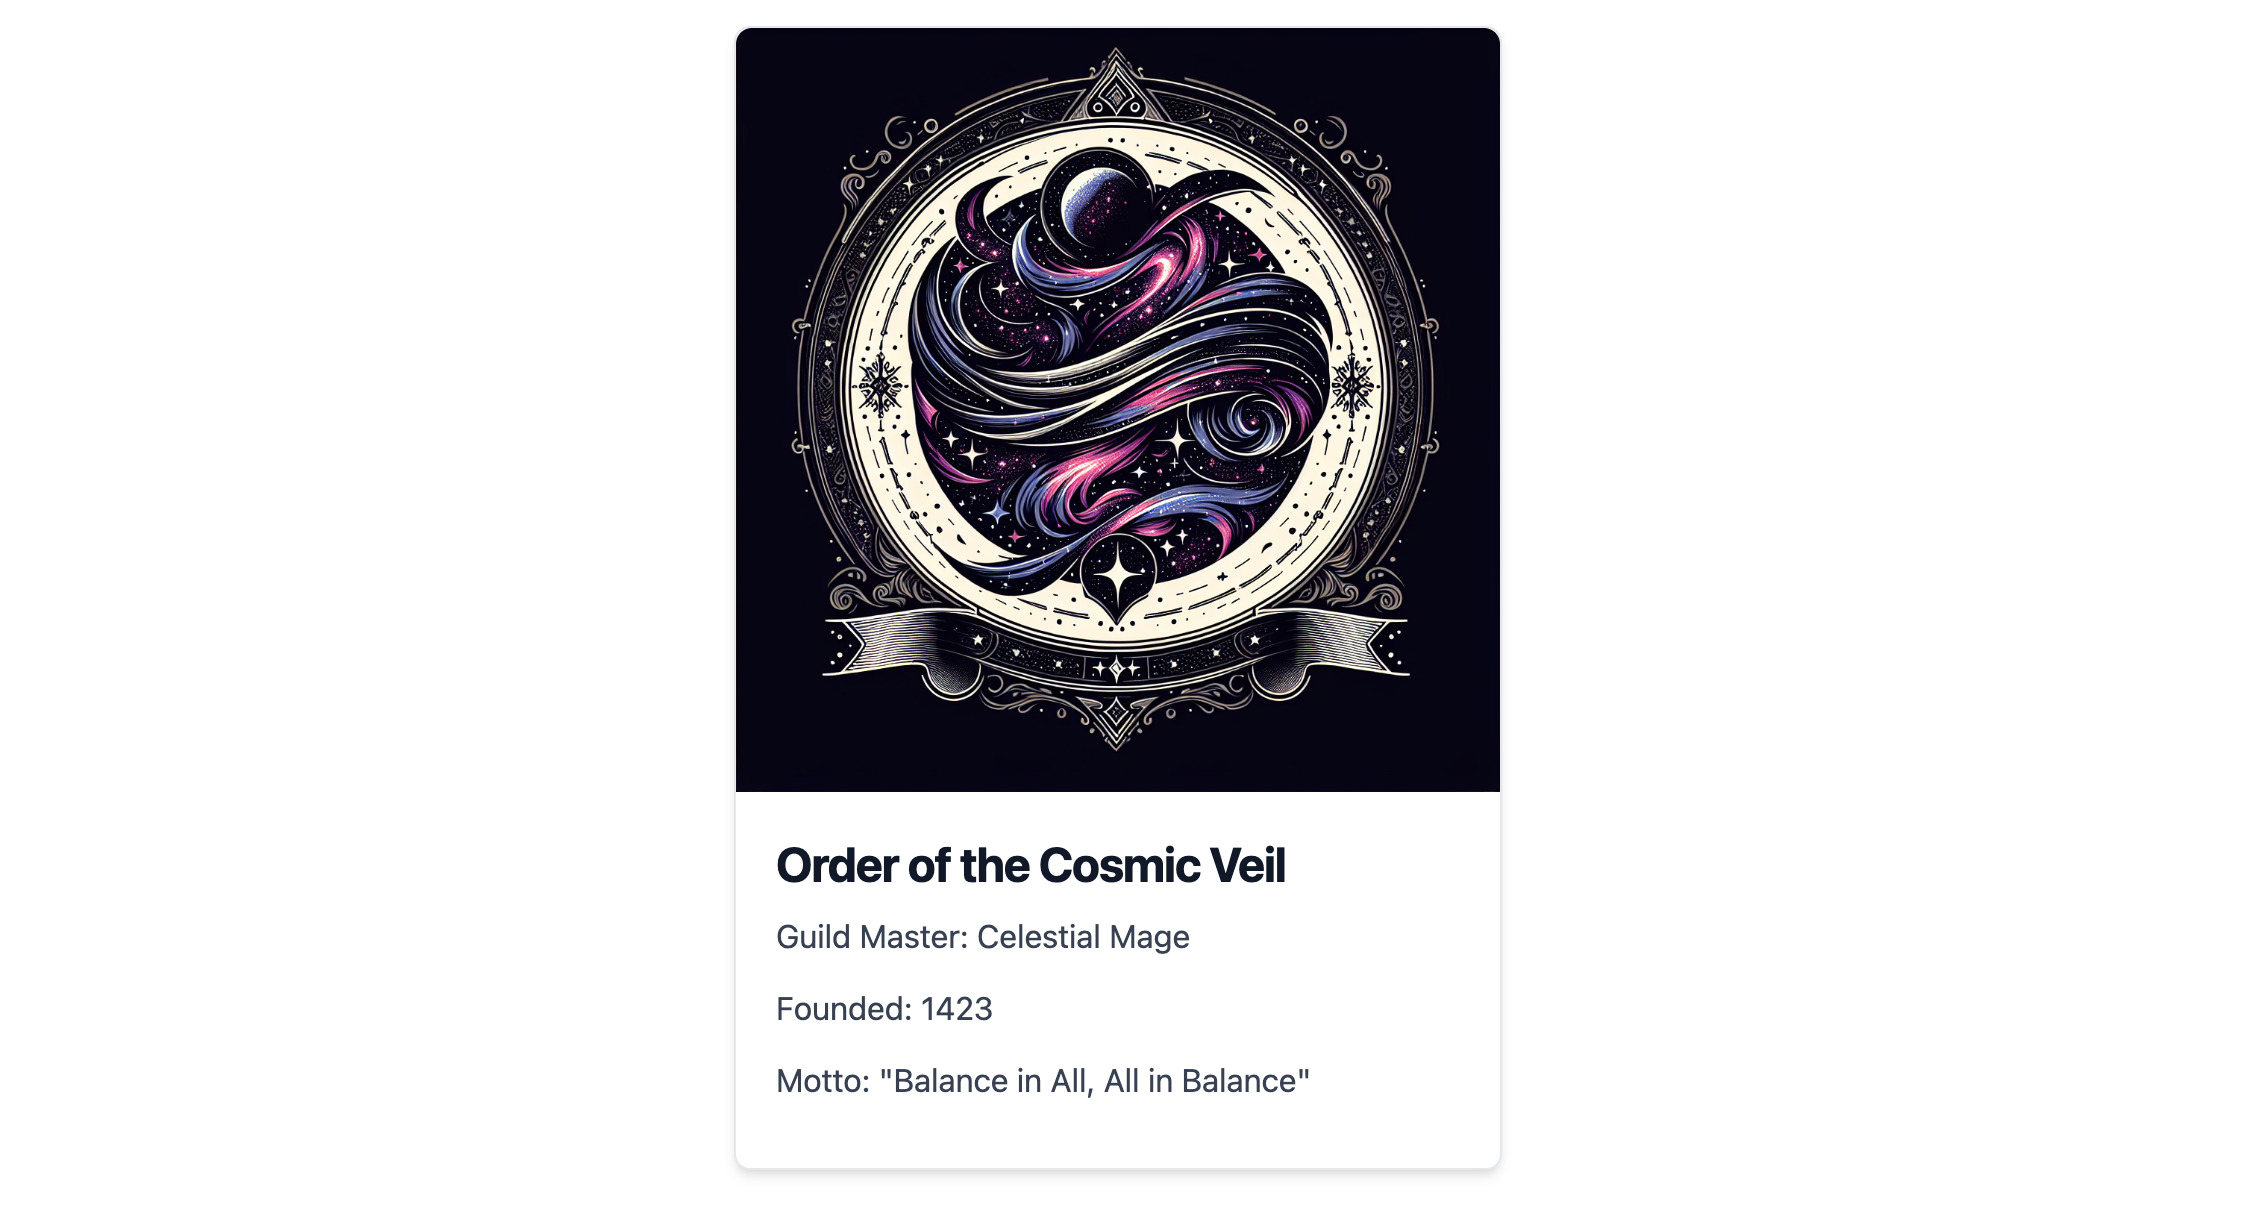 Order of the Cosmic Veil
Guild Master: Celestial Mage
Founded: 1423
Motto: "Balance in All, All in Balance"